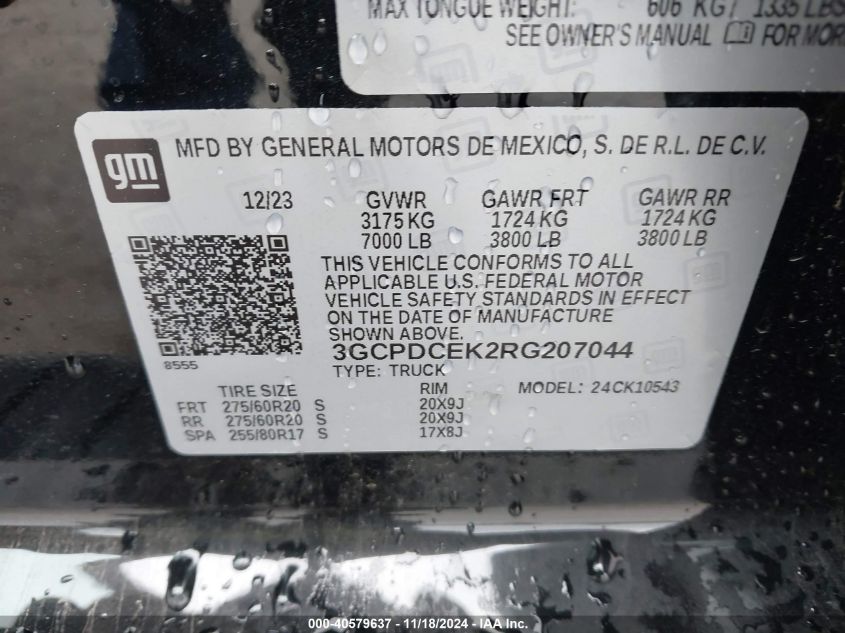 MAX TONGUE WEIGHT: 606 KG / 1335 LBS
SEE OWNER'S MANUAL FOR MOR
gm
MFD BY GENERAL MOTORS DE MEXICO, S. DE R.L. DE C.V.
12/23 GVWR GAWR FRT GAWR RR
3175 KG 1724 KG 1724 KG
7000 LB 3800 LB 3800 LB
THIS VEHICLE CONFORMS TO ALL
APPLICABLE U.S. FEDERAL MOTOR
VEHICLE SAFETY STANDARDS IN EFFECT
ON THE DATE OF MANUFACTURE
SHOWN ABOVE.
8555
3GCPDCEK2RG207044
TYPE: TRUCK
MODEL: 24CK10543
TIRE SIZE RIM
FRT 275/60R20 S 20X9J
RR 275/60R20 S 20X9J
SPA 255/80R17 S 17X8J
000-40579637 - 11/18/2024 - IAA Inc.